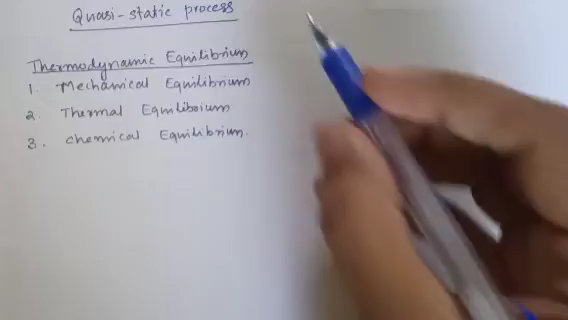 Quasi-static process
Thermodynamic Equilibrium
1. Mechanical Equilibrium
2. Thermal Equilibrium
3. Chemical Equilibrium.